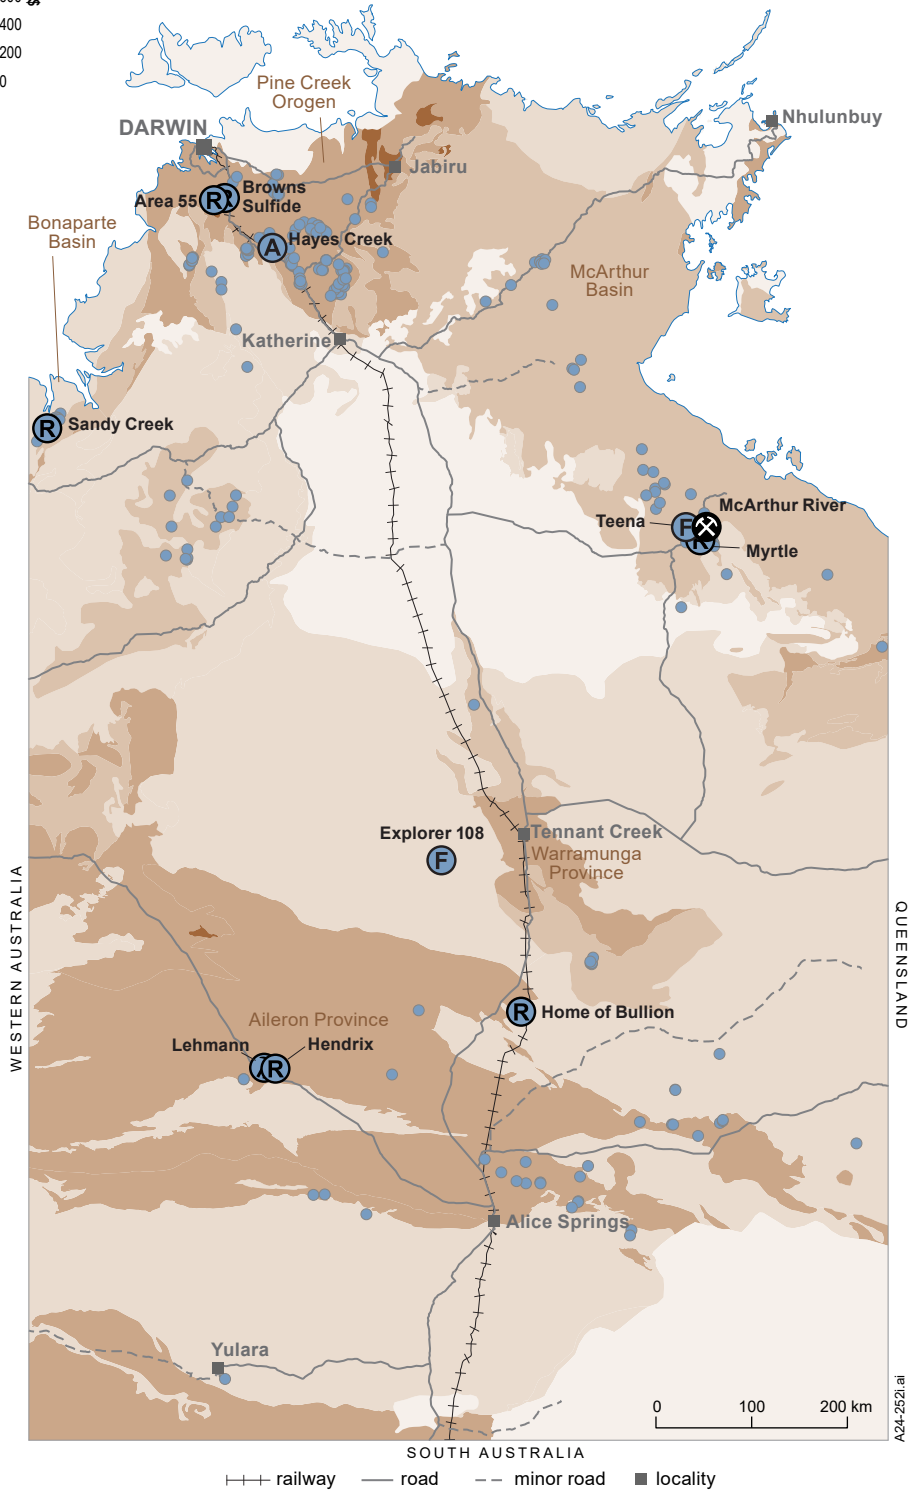 400
200
0
Pine Creek
Orogen
DARWIN
Nhulunbuy
Jabiru
Area 55
R
Browns
Sulfide
Bonaparte
Basin
A
Hayes Creek
McArthur
Basin
Katherine
R
Sandy Creek
McArthur River
Teena
F
R
Myrtle
Explorer 108
F
Tennant Creek
Warramunga
Province
WESTERN AUSTRALIA
QUEENSLAND
R
Home of Bullion
Aileron Province
Lehmann
Hendrix
R
Alice Springs
Yulara
0
100
200 km
A24-252i.ai
SOUTH AUSTRALIA
railway
road
minor road
locality